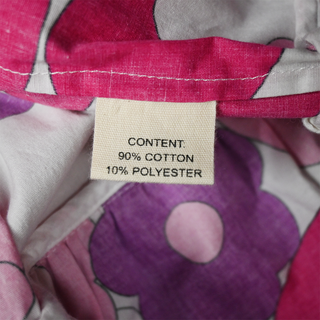 CONTENT:
90% COTTON
10% POLYESTER